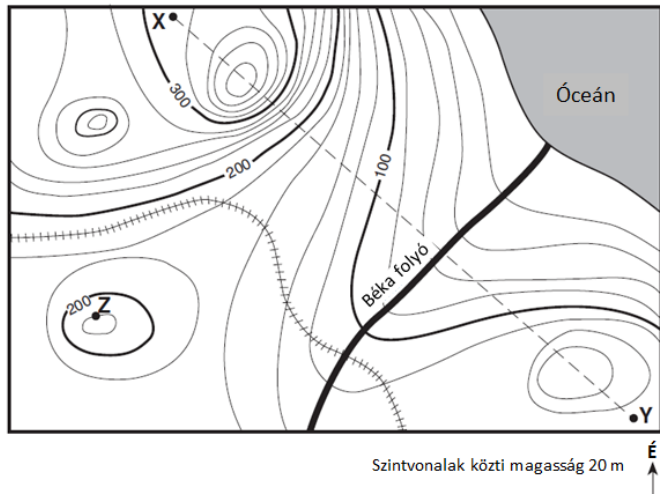 X
Óceán
300
200
100
Béka folyó
200
Z
Y
Szintvonalak közti magasság 20 m
É